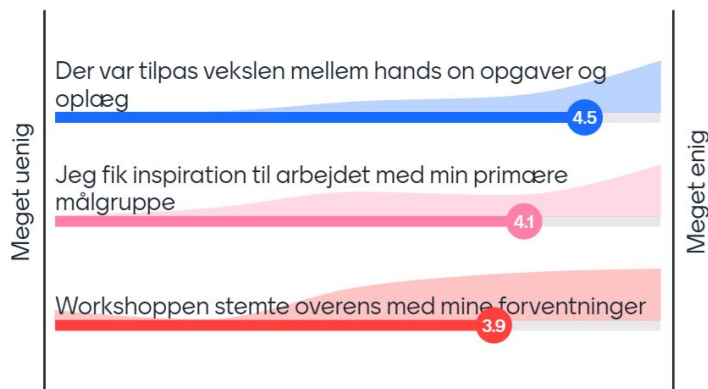 Meget uenig
Der var tilpas vekslen mellem hands on opgaver og
oplæg
4.5
Jeg fik inspiration til arbejdet med min primære
målgruppe
4.1
Workshoppen stemte overens med mine forventninger
3.9
Meget enig